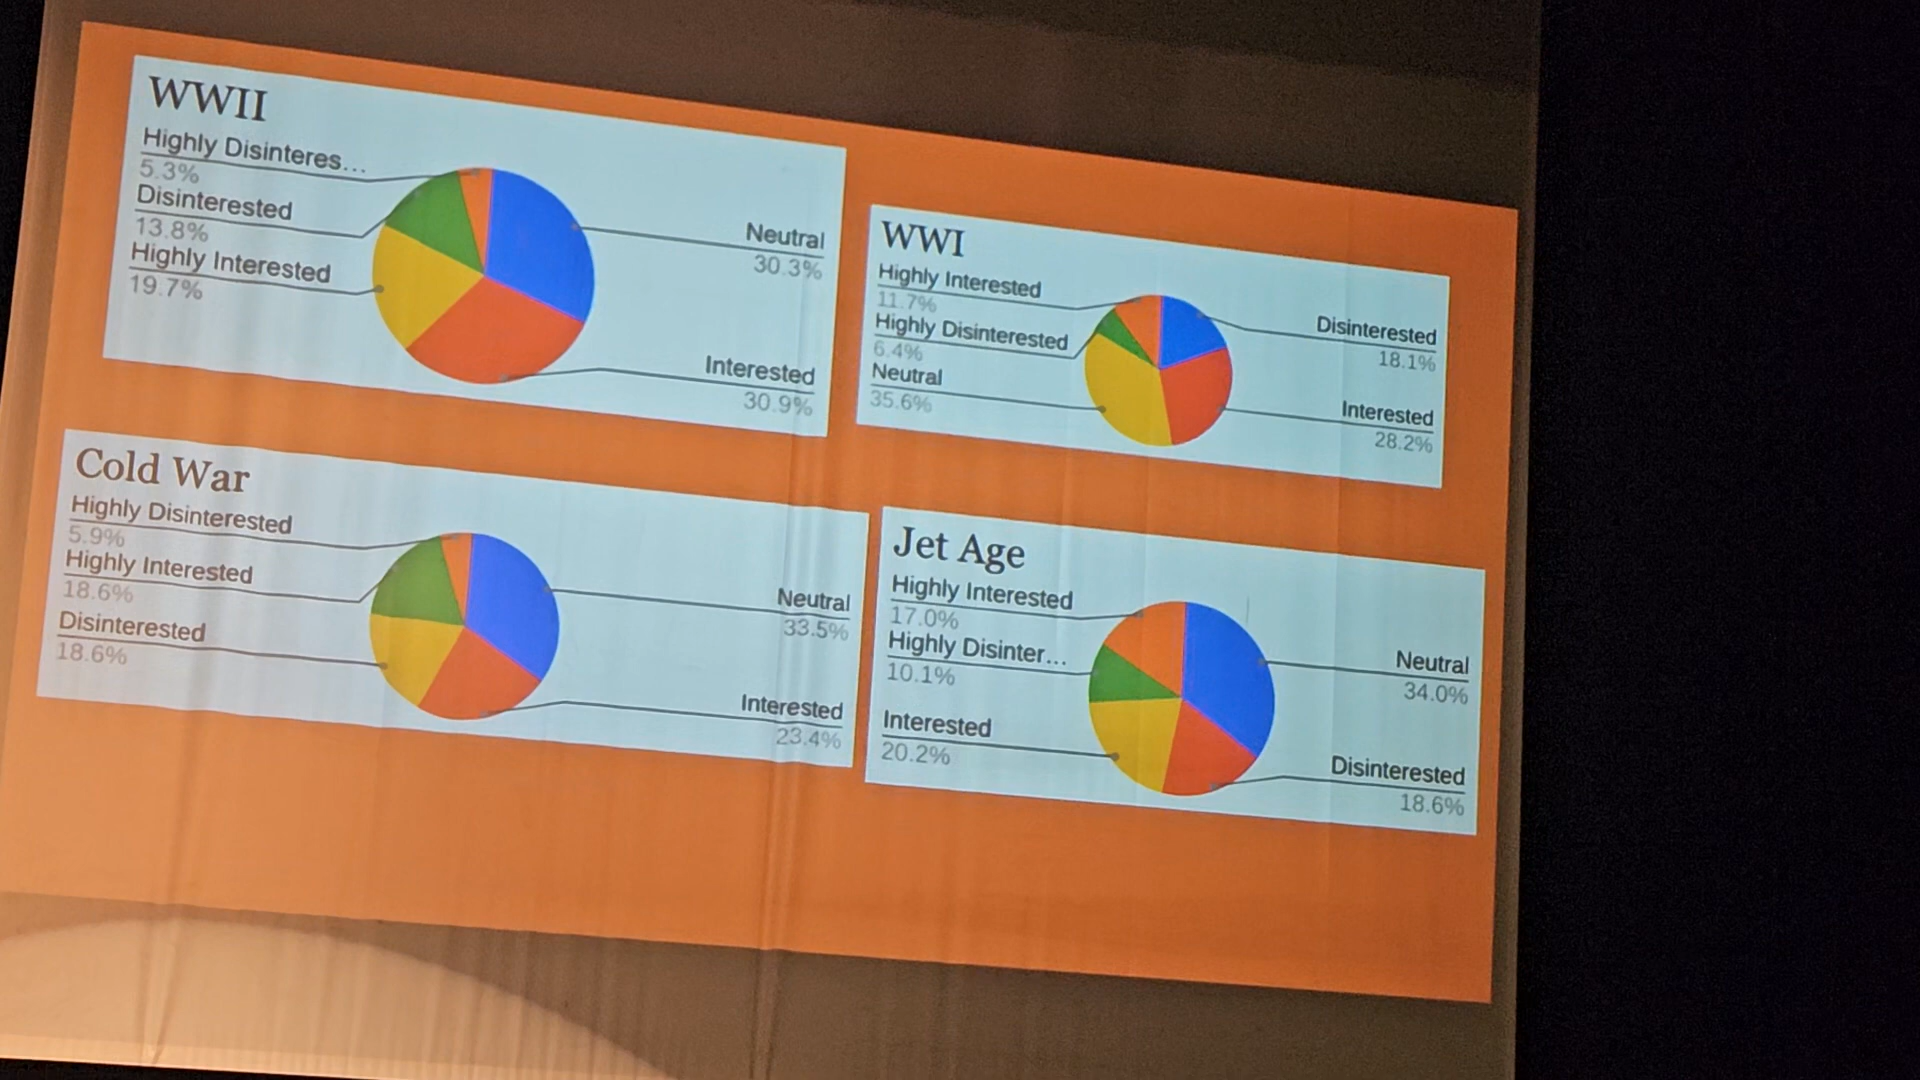 WWII
Highly Disinteres...
5.3%
Disinterested
13.8%
Highly Interested
19.7%
Neutral
30.3%
Interested
30.9%
WWI
Highly Interested
11.7%
Highly Disinterested
6.4%
Neutral
35.6%
Disinterested
18.1%
Interested
28.2%
Cold War
Highly Disinterested
5.9%
Highly Interested
18.6%
Disinterested
18.6%
Neutral
33.5%
Interested
23.4%
Jet Age
Highly Interested
17.0%
Highly Disinter...
10.1%
Interested
20.2%
Neutral
34.0%
Disinterested
18.6%